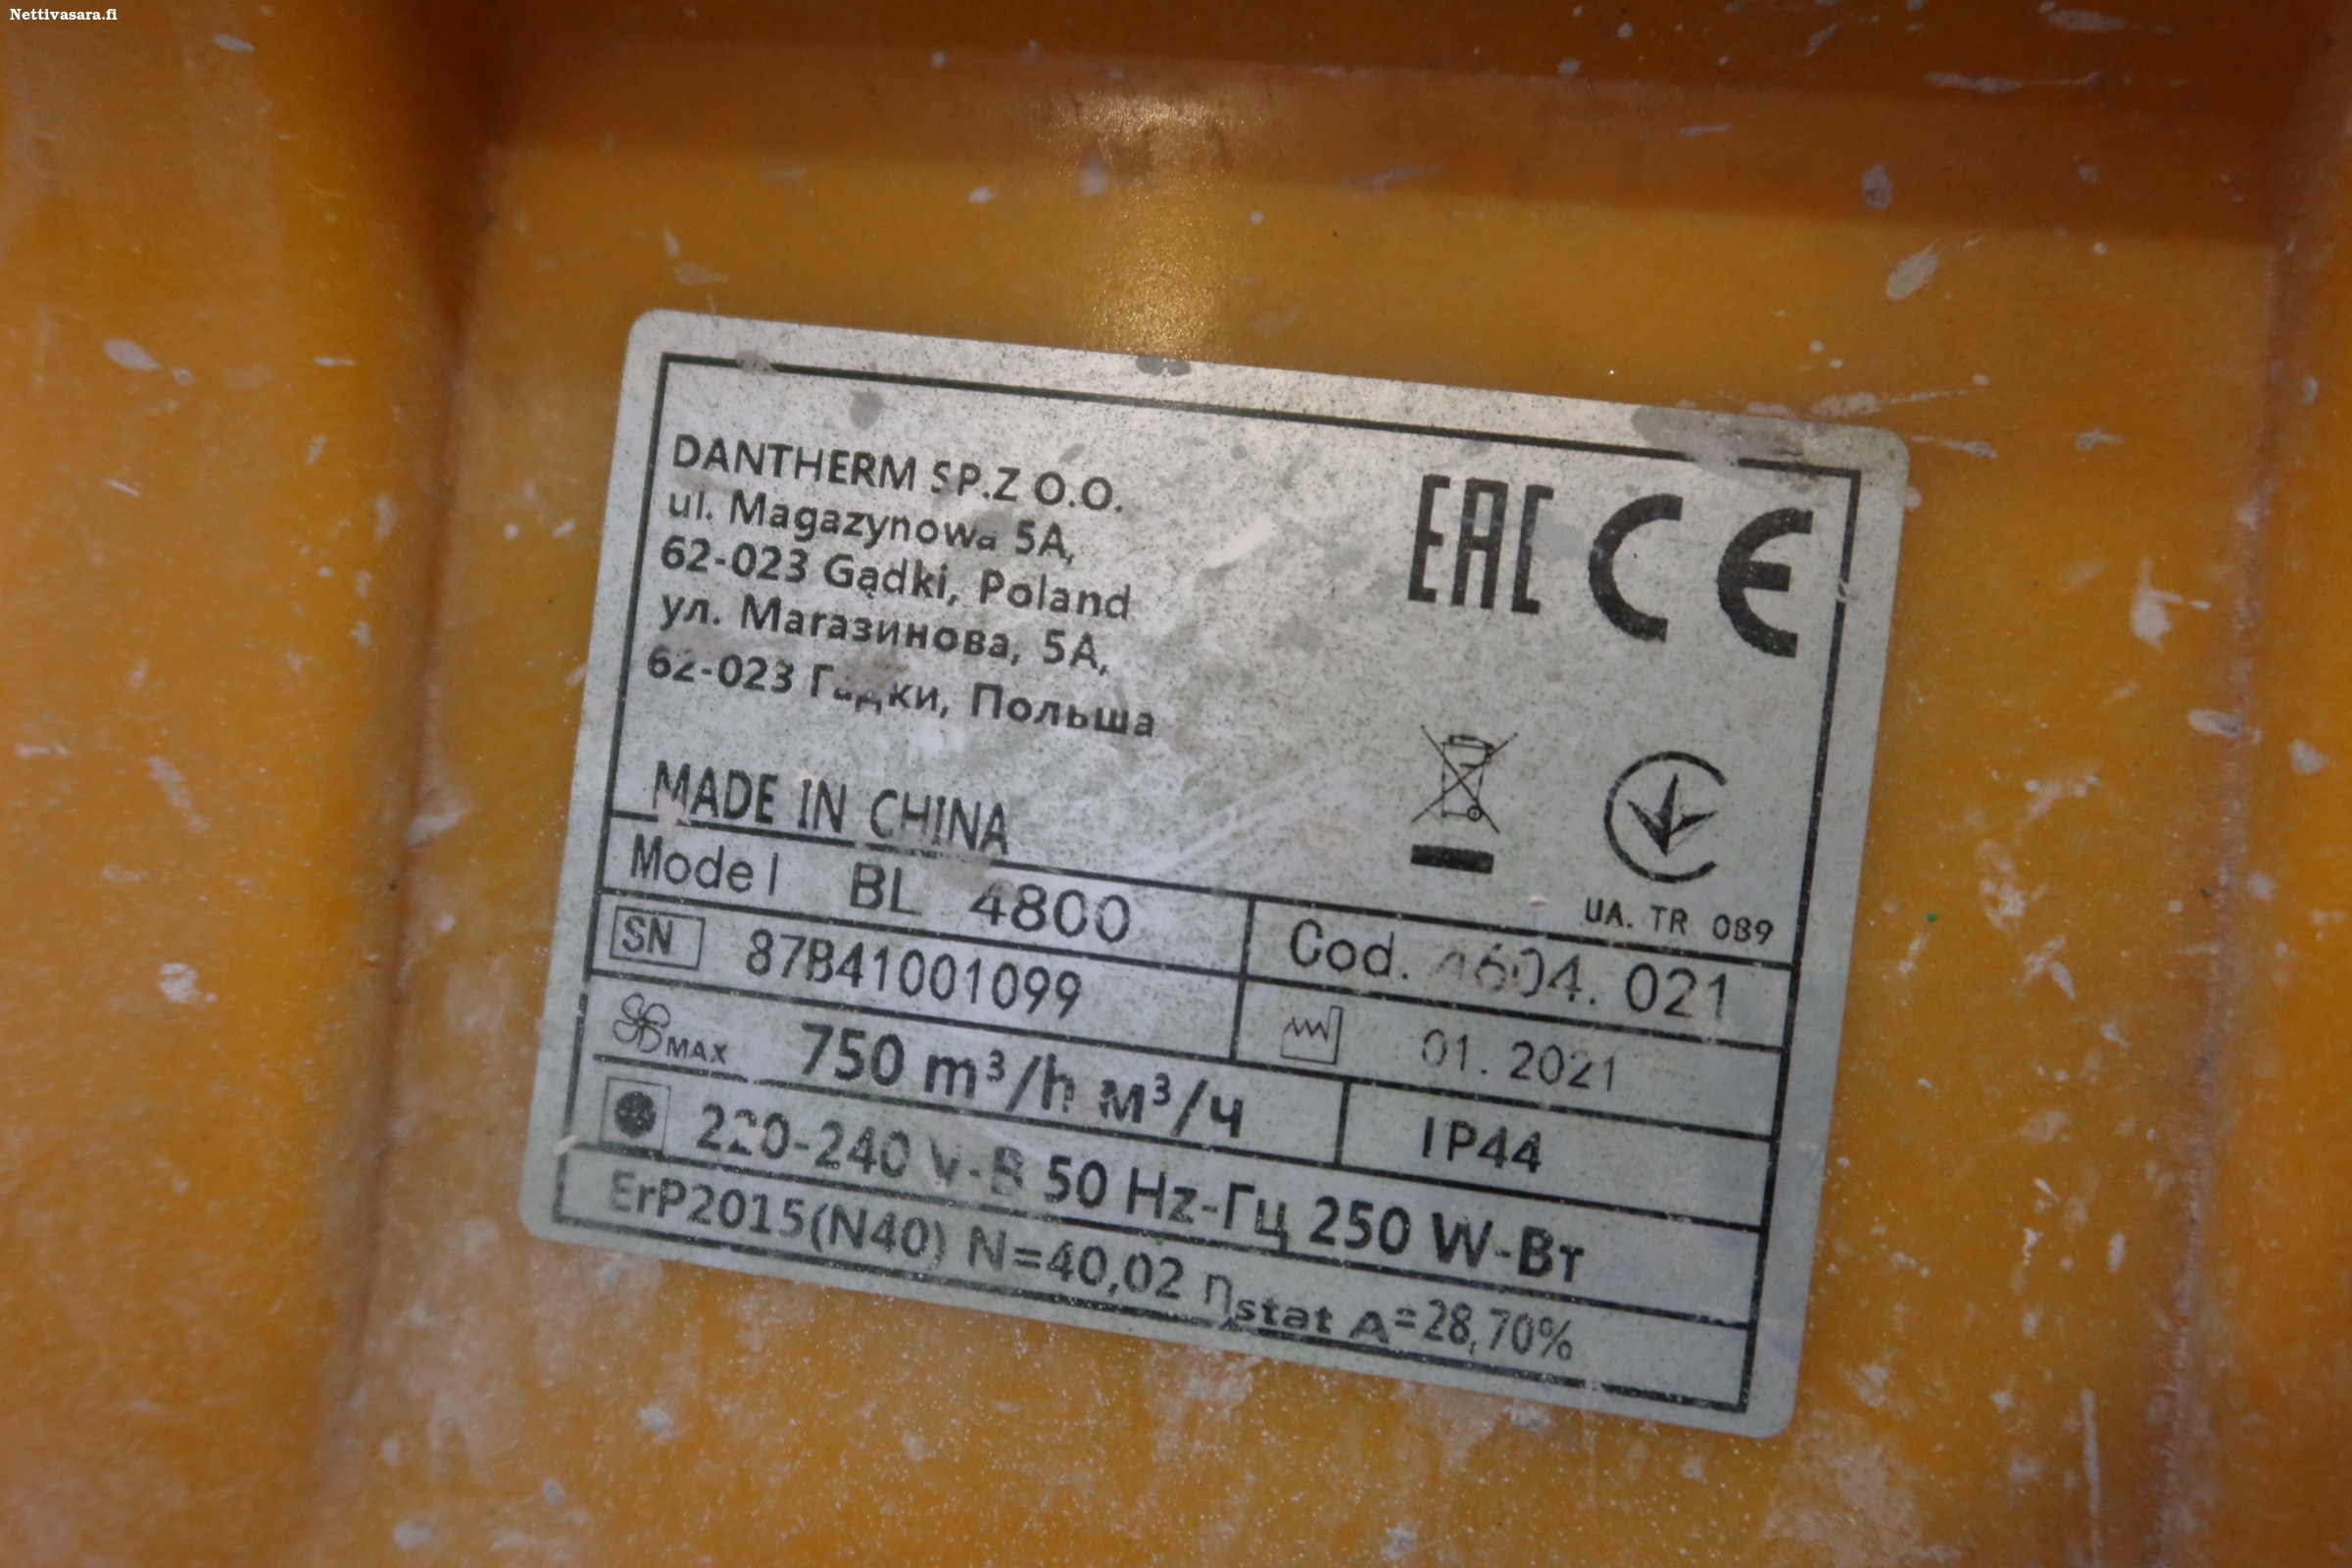 Nettivasara.fi
DANTHERM SP.Z O.O.
ul. Magazynowa 5A,
62-023 Gądki, Poland
ул. Магазинова, 5А,
62-023 Гадки, Польша
MADE IN CHINA
EAC CE
UA. TR 089
Model BL 4800
Cod. 4604. 021
SN 87B41001099
01. 2021
MAX 750 m³/h м³/ч
IP44
220-240 V-B 50 Hz-Гц 250 W-Вт
ErP2015(N40) N=40,02 ηstat A=28,70%